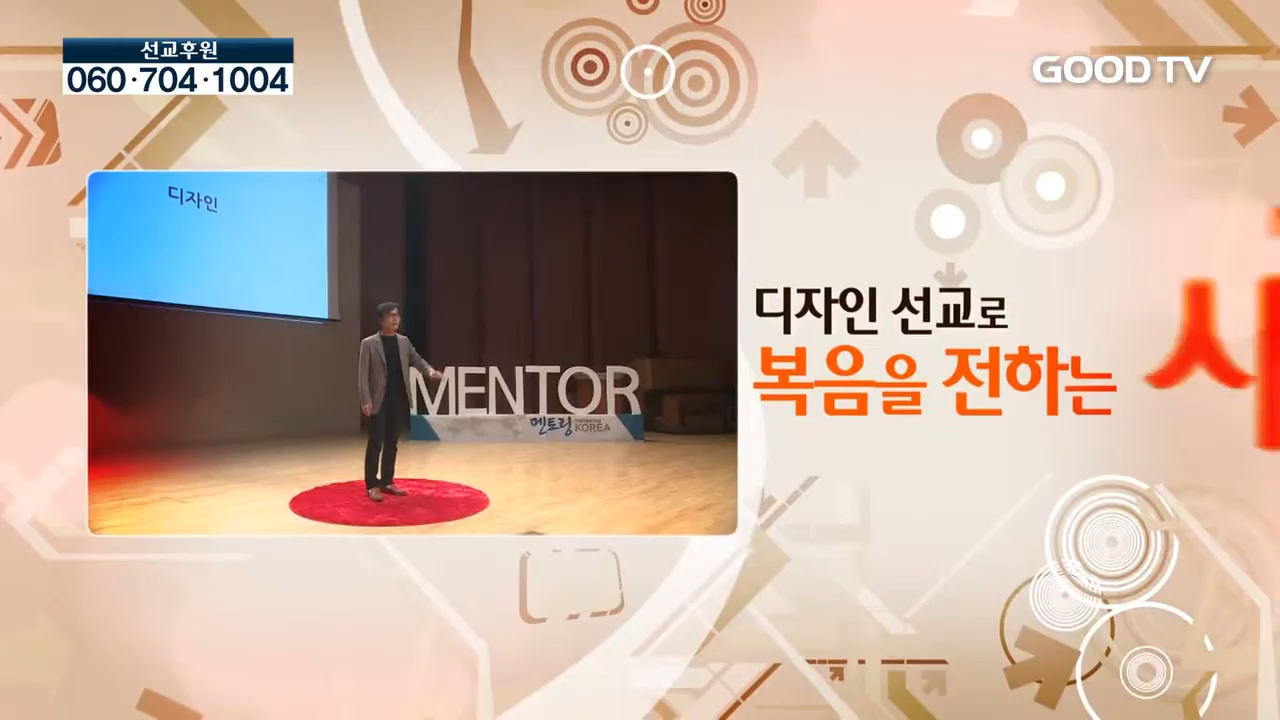 선교후원
060·704·1004
GOOD TV
디자인
MENTOR
멘토링
KOREA
디자인 선교로
복음을 전하는